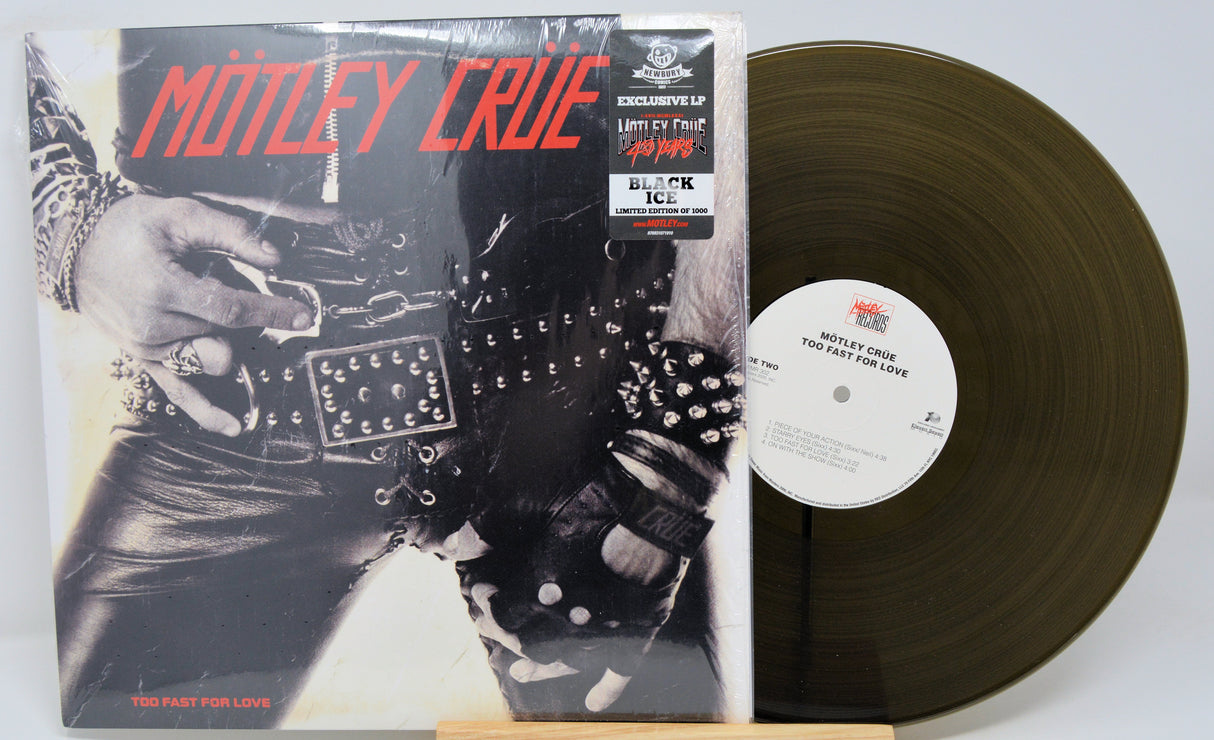 MÖTLEY CRÜE
NEWBURY
COMICS
EXCLUSIVE LP
MÖTLEY CRÜE
40 YEARS
BLACK
ICE
LIMITED EDITION OF 1000
www.MOTLEY.com
CRÜE
TOO FAST FOR LOVE
MÖTLEY
RECORDS
MÖTLEY CRÜE
TOO FAST FOR LOVE
DE TWO
1. PIECE OF YOUR ACTION (Sixx/ Neil) 4:38
2. STARRY EYES (Sixx) 4:30
3. TOO FAST FOR LOVE (Sixx) 3:22
4. ON WITH THE SHOW (Sixx) 4:00